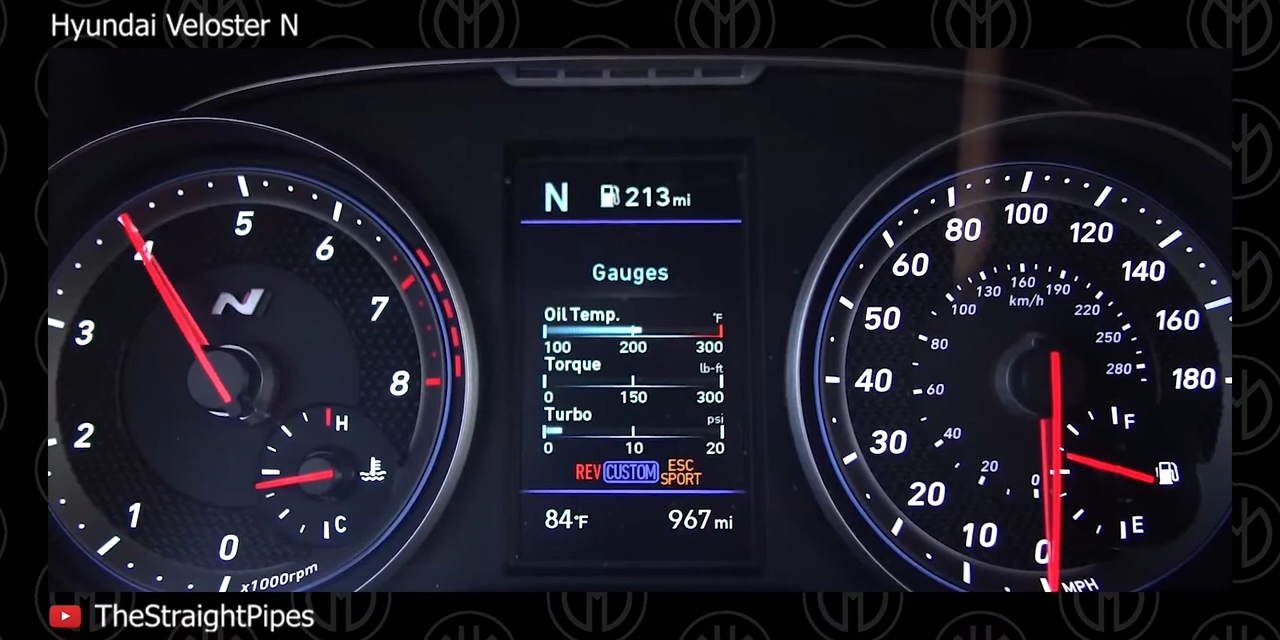 Hyundai Veloster N
N 213mi
Gauges
Oil Temp. °F
100 200 300
Torque lb-ft
0 150 300
Turbo psi
0 10 20
REV CUSTOM ESC SPORT
84°F 967 mi
0
1
2
3
4
5
6
7
8
x1000rpm
H
C
N
0
10
20
30
40
50
60
80
100
120
140
160
180
MPH
0
20
40
60
80
100
130
160
190
220
250
280
km/h
F
E
TheStraightPipes